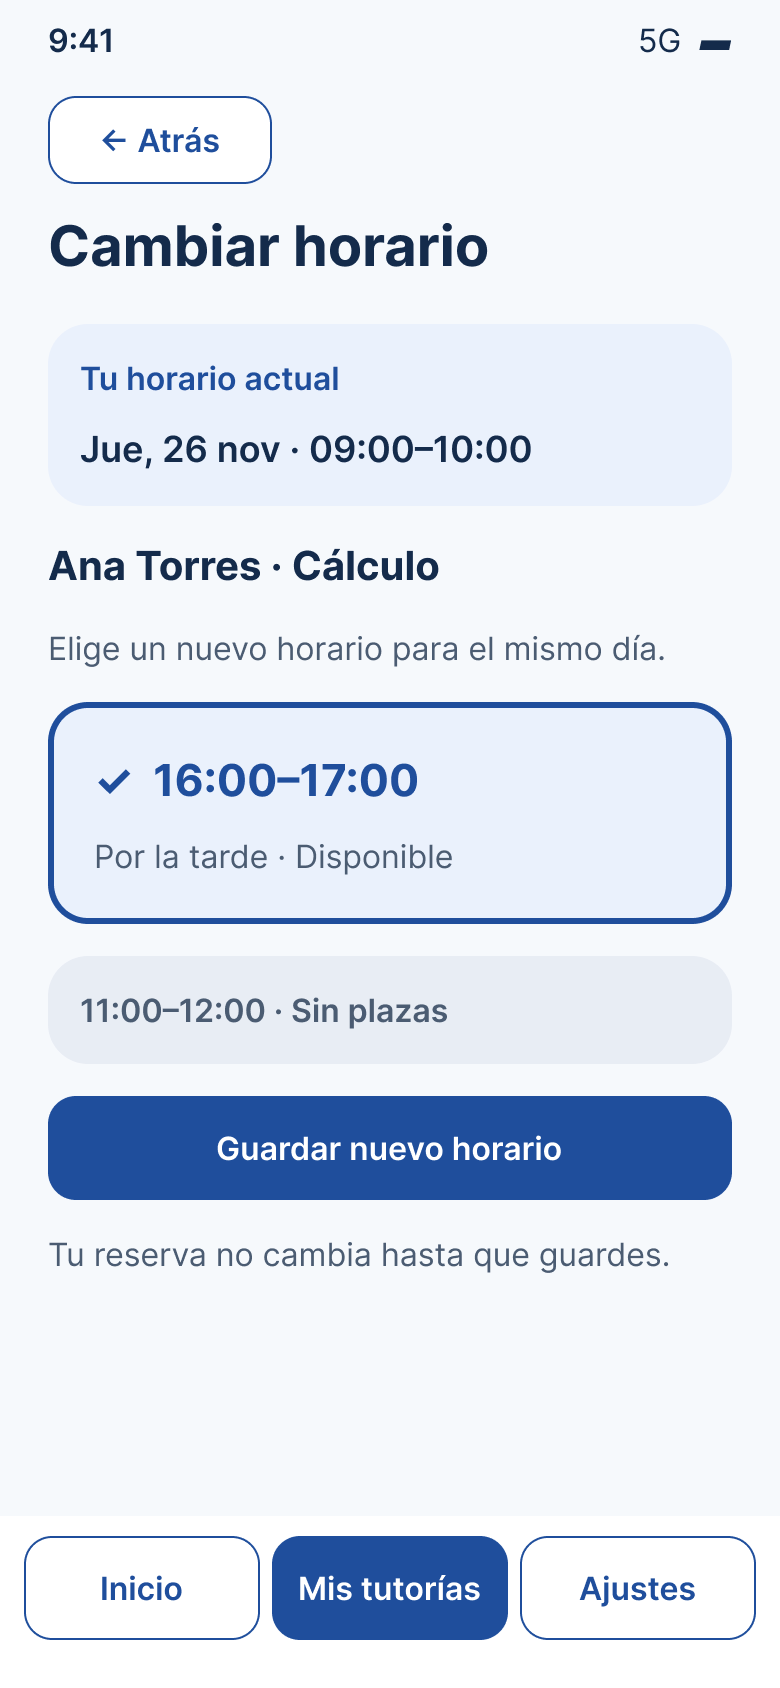 9:41 5G
← Atrás
Cambiar horario
Tu horario actual
Jue, 26 nov · 09:00–10:00
Ana Torres · Cálculo
Elige un nuevo horario para el mismo día.
✓ 16:00–17:00
Por la tarde · Disponible
11:00–12:00 · Sin plazas
Guardar nuevo horario
Tu reserva no cambia hasta que guardes.
Inicio Mis tutorías Ajustes